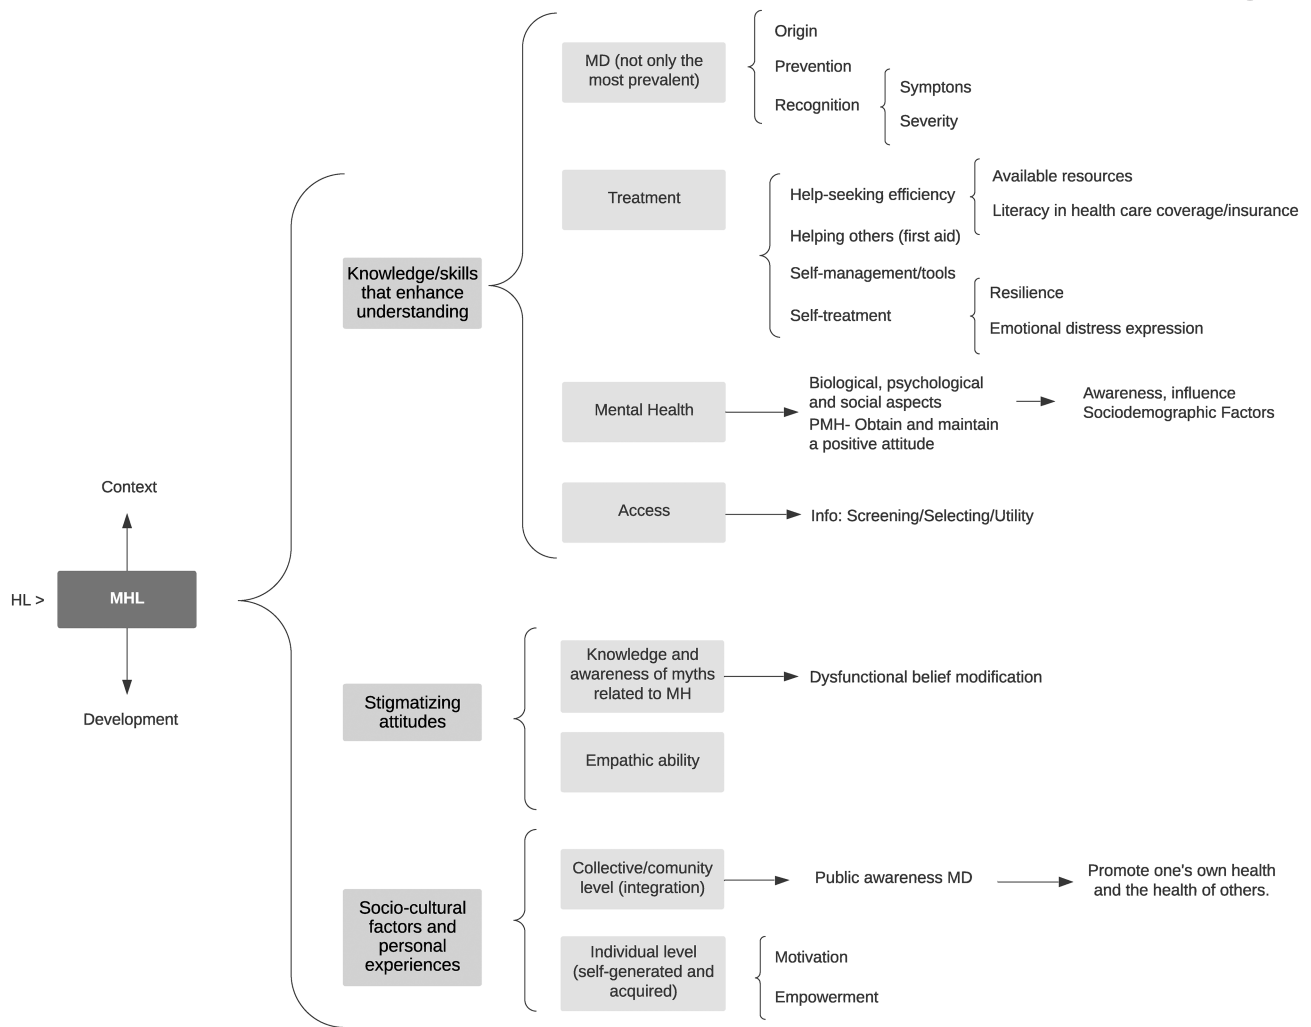 HL >
MHL
Context
Development
Knowledge/skills
that enhance
understanding
MD (not only the
most prevalent)
Origin
Prevention
Recognition
Symptons
Severity
Treatment
Help-seeking efficiency
Available resources
Literacy in health care coverage/insurance
Helping others (first aid)
Self-management/tools
Self-treatment
Resilience
Emotional distress expression
Mental Health
Biological, psychological
and social aspects
PMH- Obtain and maintain
a positive attitude
Awareness, influence
Sociodemographic Factors
Access
Info: Screening/Selecting/Utility
Stigmatizing
attitudes
Knowledge and
awareness of myths
related to MH
Dysfunctional belief modification
Empathic ability
Socio-cultural
factors and
personal
experiences
Collective/comunity
level (integration)
Public awareness MD
Promote one's own health
and the health of others.
Individual level
(self-generated and
acquired)
Motivation
Empowerment